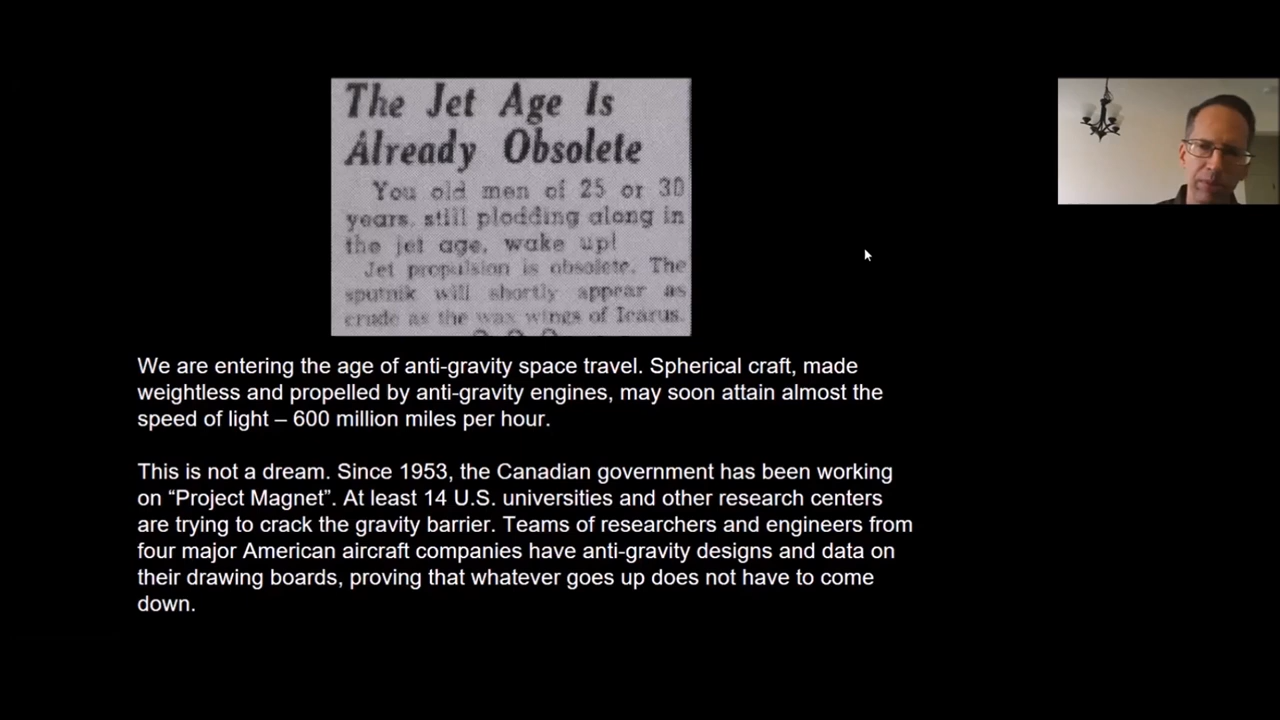 The Jet Age Is
Already Obsolete
You old men of 25 or 30
years, still plodding along in
the jet age, wake up!
Jet propulsion is obsolete. The
sputnik will shortly appear as
crude as the wax wings of Icarus.
We are entering the age of anti-gravity space travel. Spherical craft, made
weightless and propelled by anti-gravity engines, may soon attain almost the
speed of light – 600 million miles per hour.
This is not a dream. Since 1953, the Canadian government has been working
on “Project Magnet”. At least 14 U.S. universities and other research centers
are trying to crack the gravity barrier. Teams of researchers and engineers from
four major American aircraft companies have anti-gravity designs and data on
their drawing boards, proving that whatever goes up does not have to come
down.